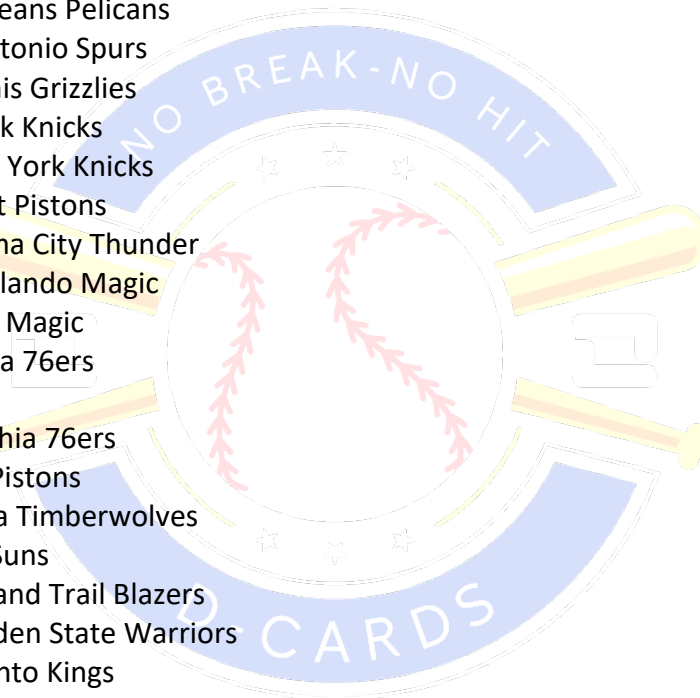 eans Pelicans
tonio Spurs
is Grizzlies
k Knicks
York Knicks
t Pistons
ma City Thunder
lando Magic
Magic
a 76ers
hia 76ers
Pistons
a Timberwolves
Suns
and Trail Blazers
den State Warriors
nto Kings
NO BREAK-NO HIT
D-CARDS